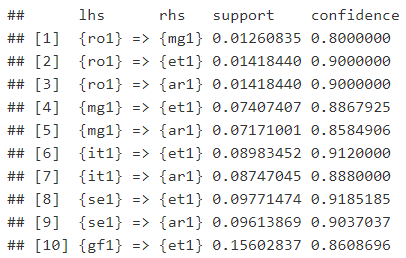 ##      lhs      rhs   support    confidence
## [1]  {ro1} => {mg1} 0.01260835 0.8000000
## [2]  {ro1} => {et1} 0.01418440 0.9000000
## [3]  {ro1} => {ar1} 0.01418440 0.9000000
## [4]  {mg1} => {et1} 0.07407407 0.8867925
## [5]  {mg1} => {ar1} 0.07171001 0.8584906
## [6]  {it1} => {et1} 0.08983452 0.9120000
## [7]  {it1} => {ar1} 0.08747045 0.8880000
## [8]  {se1} => {et1} 0.09771474 0.9185185
## [9]  {se1} => {ar1} 0.09613869 0.9037037
## [10] {gf1} => {et1} 0.15602837 0.8608696